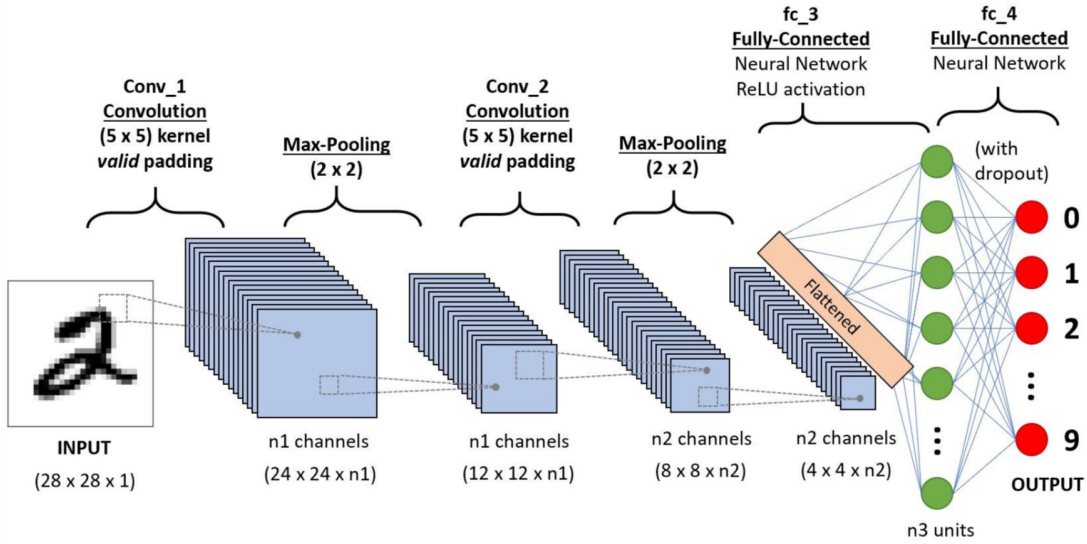 Conv_1
Convolution
(5 x 5) kernel
valid padding
Max-Pooling
(2 x 2)
Conv_2
Convolution
(5 x 5) kernel
valid padding
Max-Pooling
(2 x 2)
fc_3
Fully-Connected
Neural Network
ReLU activation
fc_4
Fully-Connected
Neural Network
(with
dropout)
Flattened
0
1
2
9
OUTPUT
INPUT
(28 x 28 x 1)
n1 channels
(24 x 24 x n1)
n1 channels
(12 x 12 x n1)
n2 channels
(8 x 8 x n2)
n2 channels
(4 x 4 x n2)
n3 units